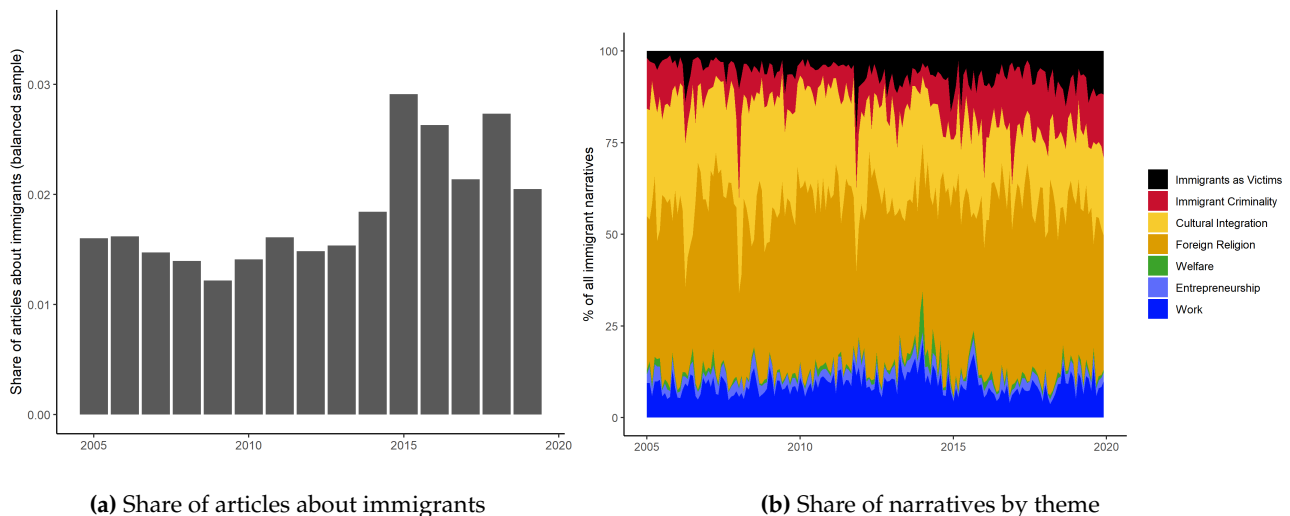 Share of articles about immigrants (balanced sample)
0.03
0.02
0.01
0.00
2005
2010
2015
2020
(a) Share of articles about immigrants
% of all immigrant narratives
100
75
50
25
0
2005
2010
2015
2020
Immigrants as Victims
Immigrant Criminality
Cultural Integration
Foreign Religion
Welfare
Entrepreneurship
Work
(b) Share of narratives by theme